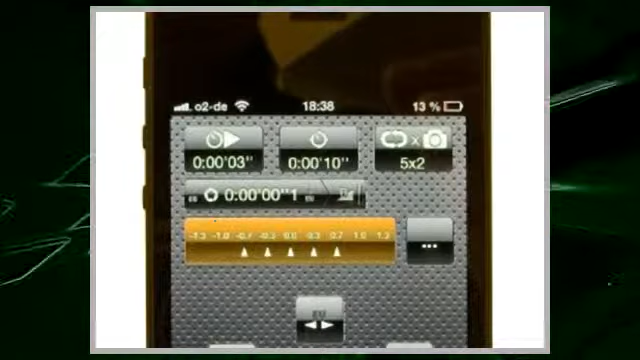 o2-de 18:38 13 %
0:00'03" 0:00'10" x 5x2
0:00'00"1
-1.3 -1.0 -0.7 -0.3 0.0 0.3 0.7 1.0 1.3
...
EV